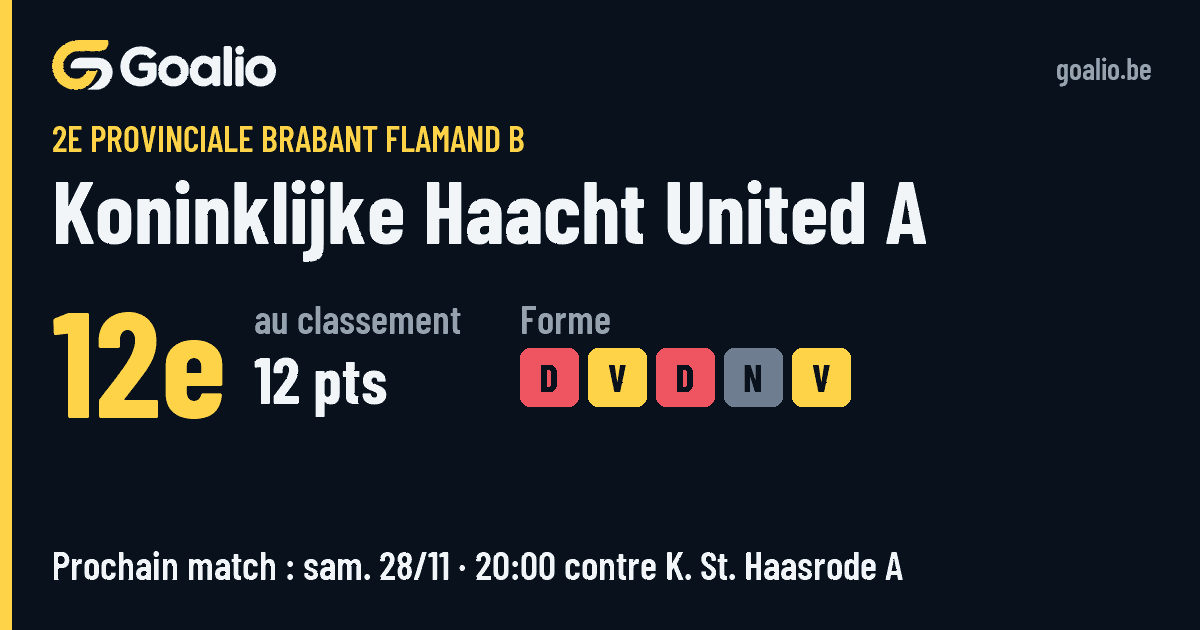 Goalio
goalio.be
2E PROVINCIALE BRABANT FLAMAND B
Koninklijke Haacht United A
12e
au classement
12 pts
Forme
D V D N V
Prochain match : sam. 28/11 · 20:00 contre K. St. Haasrode A